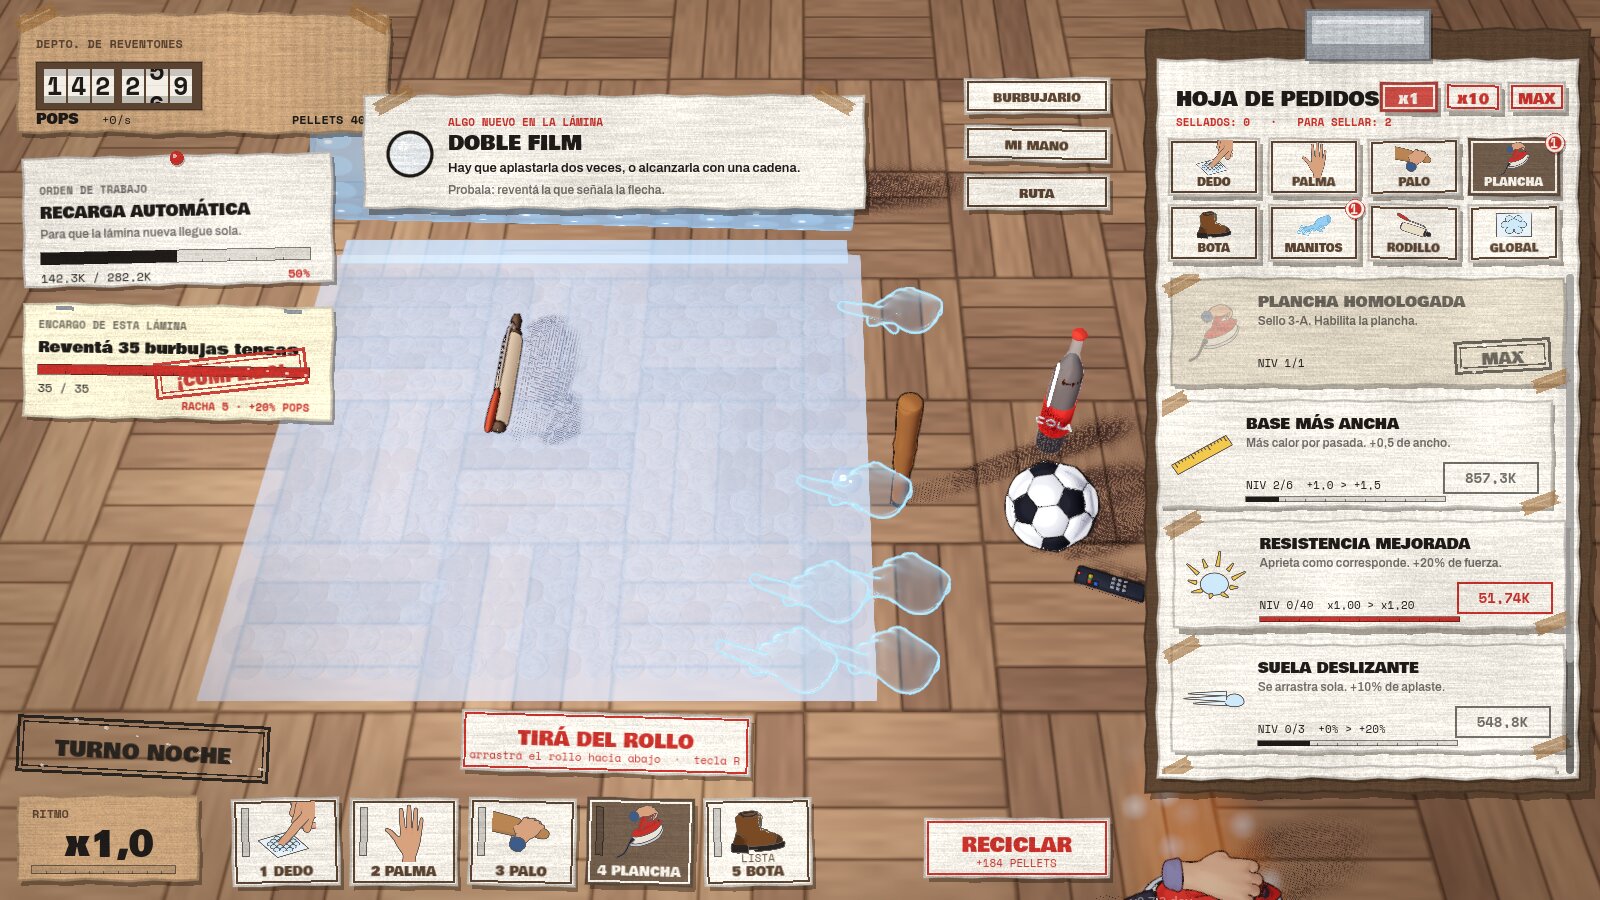 DEPTO. DE REVENTONES
142 2 9
POPS +0/s PELLETS 40
ORDEN DE TRABAJO
RECARGA AUTOMÁTICA
Para que la lámina nueva llegue sola.
142.3K / 282.2K 50%
ENCARGO DE ESTA LÁMINA
Reventá 35 burbujas tensas
35 / 35
RACHA 5 · +20% POPS
ALGO NUEVO EN LA LÁMINA
DOBLE FILM
Hay que aplastarla dos veces, o alcanzarla con una cadena.
Probala: reventá la que señala la flecha.
BURBUJARIO
MI MANO
RUTA
HOJA DE PEDIDOS x1 x10 MAX
SELLADOS: 0 · PARA SELLAR: 2
DEDO PALMA PALO PLANCHA 1
BOTA MANITOS 1 RODILLO GLOBAL
PLANCHA HOMOLOGADA
Sello 3-A. Habilita la plancha.
NIV 1/1 MAX
BASE MÁS ANCHA
Más calor por pasada. +0,5 de ancho.
NIV 2/6 +1.0 > +1.5 857,3K
RESISTENCIA MEJORADA
Aprieta como corresponde. +20% de fuerza.
NIV 0/40 x1.00 > x1.20 51,74K
SUELA DESLIZANTE
Se arrastra sola. +10% de aplaste.
NIV 0/3 +0% > +20% 548,8K
COLA
TURNO NOCHE
TIRÁ DEL ROLLO
arrastrá el rollo hacia abajo · tecla R
RITMO
x1,0
1 DEDO
2 PALMA
3 PALO
4 PLANCHA
LISTA
5 BOTA
RECICLAR
+184 PELLETS